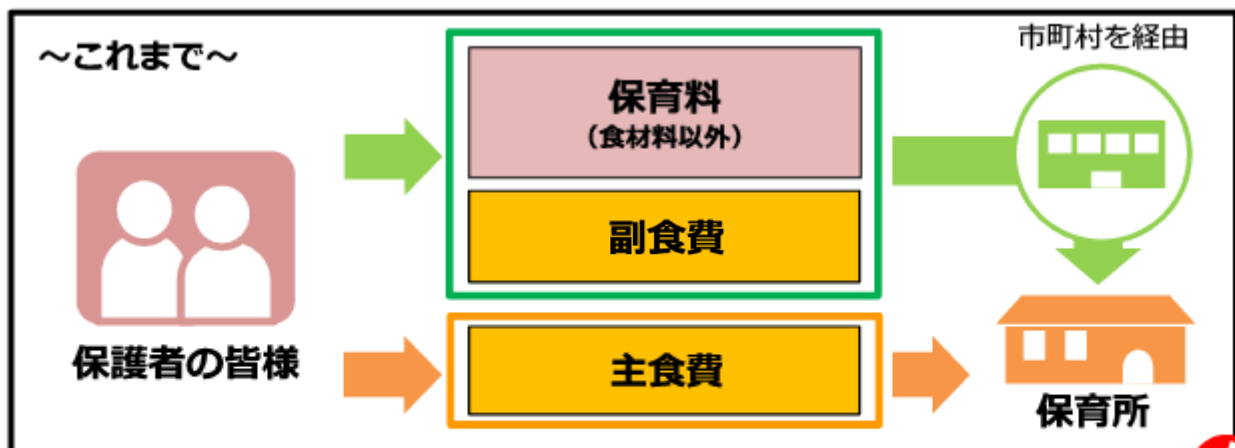 ～これまで～
市町村を経由
保育料
（食材料以外）
副食費
保護者の皆様
主食費
保育所